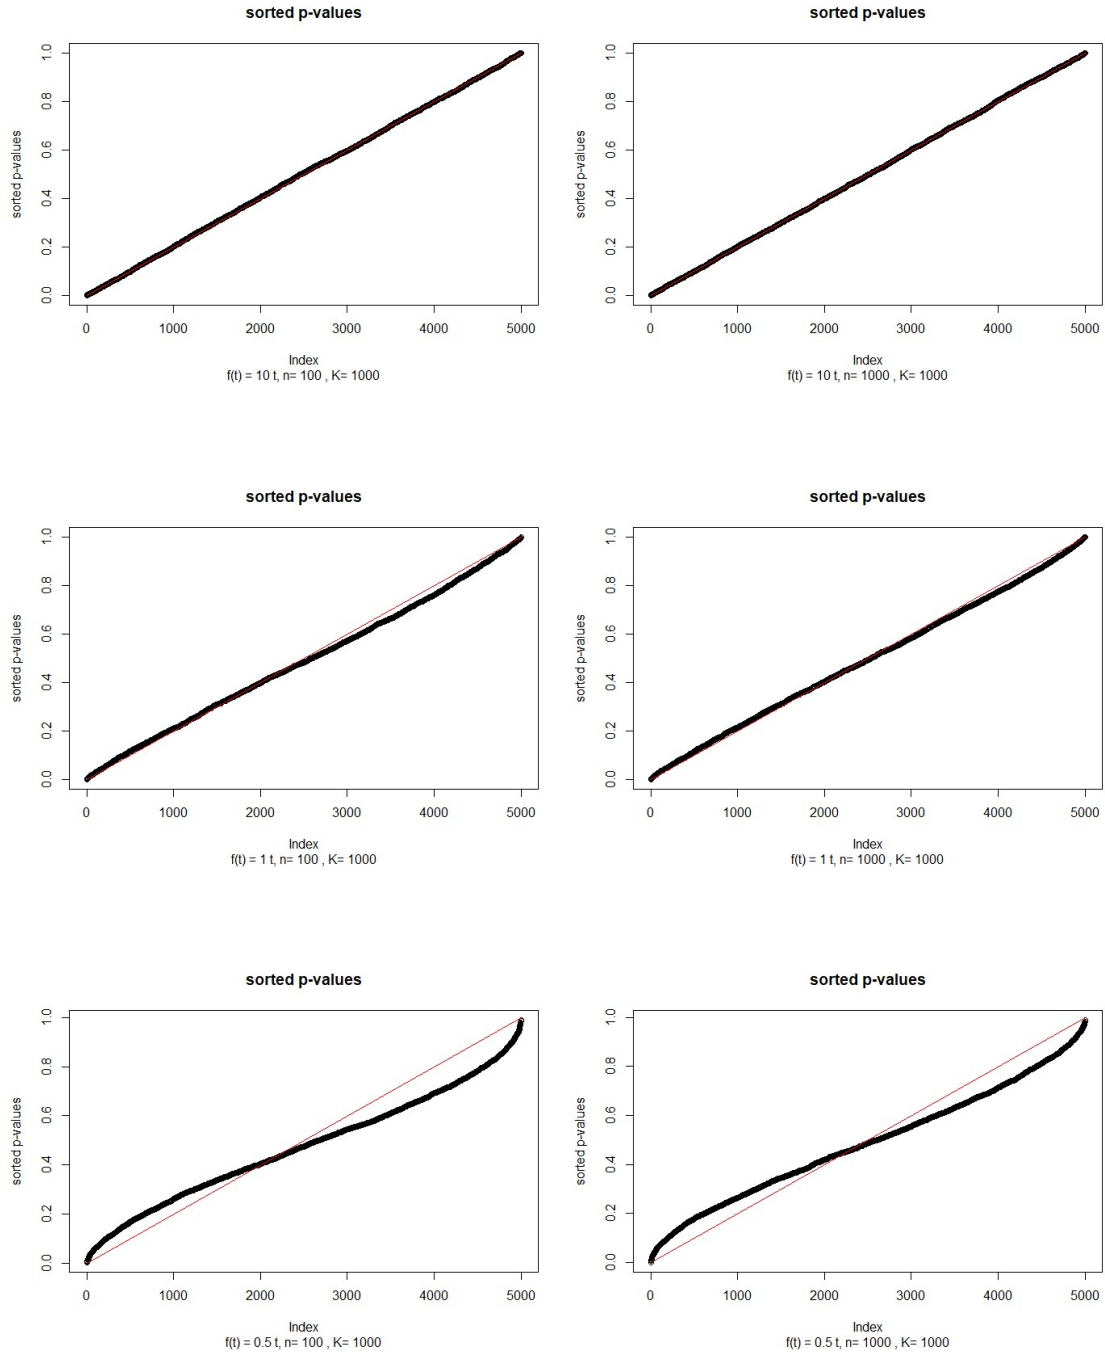 sorted p-values
sorted p-values
sorted p-values
1.0
0.8
0.6
0.4
0.2
0.0
0 1000 2000 3000 4000 5000
Index
f(t) = 10 t, n= 100 , K= 1000
sorted p-values
sorted p-values
1.0
0.8
0.6
0.4
0.2
0.0
0 1000 2000 3000 4000 5000
Index
f(t) = 10 t, n= 1000 , K= 1000
sorted p-values
sorted p-values
1.0
0.8
0.6
0.4
0.2
0.0
0 1000 2000 3000 4000 5000
Index
f(t) = 1 t, n= 100 , K= 1000
sorted p-values
sorted p-values
1.0
0.8
0.6
0.4
0.2
0.0
0 1000 2000 3000 4000 5000
Index
f(t) = 1 t, n= 1000 , K= 1000
sorted p-values
sorted p-values
1.0
0.8
0.6
0.4
0.2
0.0
0 1000 2000 3000 4000 5000
Index
f(t) = 0.5 t, n= 100 , K= 1000
sorted p-values
1.0
0.8
0.6
0.4
0.2
0.0
0 1000 2000 3000 4000 5000
Index
f(t) = 0.5 t, n= 1000 , K= 1000